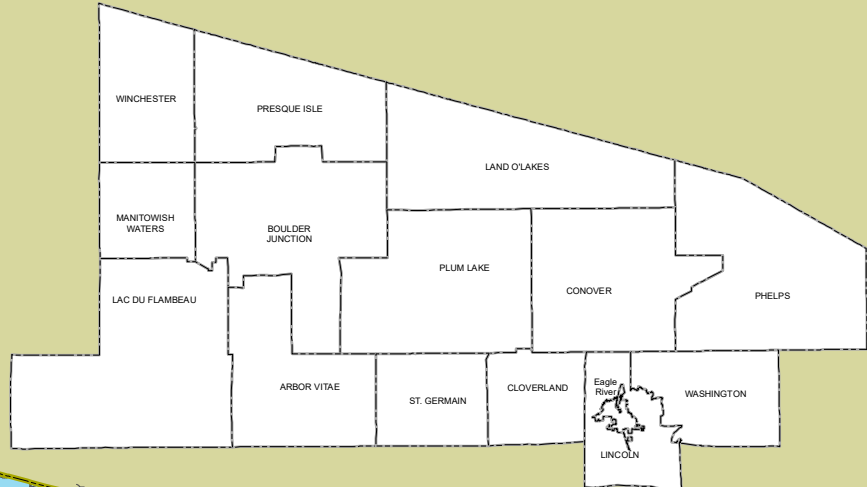 WINCHESTER
PRESQUE ISLE
LAND O'LAKES
MANITOWISH
WATERS
BOULDER
JUNCTION
PLUM LAKE
CONOVER
PHELPS
LAC DU FLAMBEAU
ARBOR VITAE
ST. GERMAIN
CLOVERLAND
Eagle
River
WASHINGTON
LINCOLN